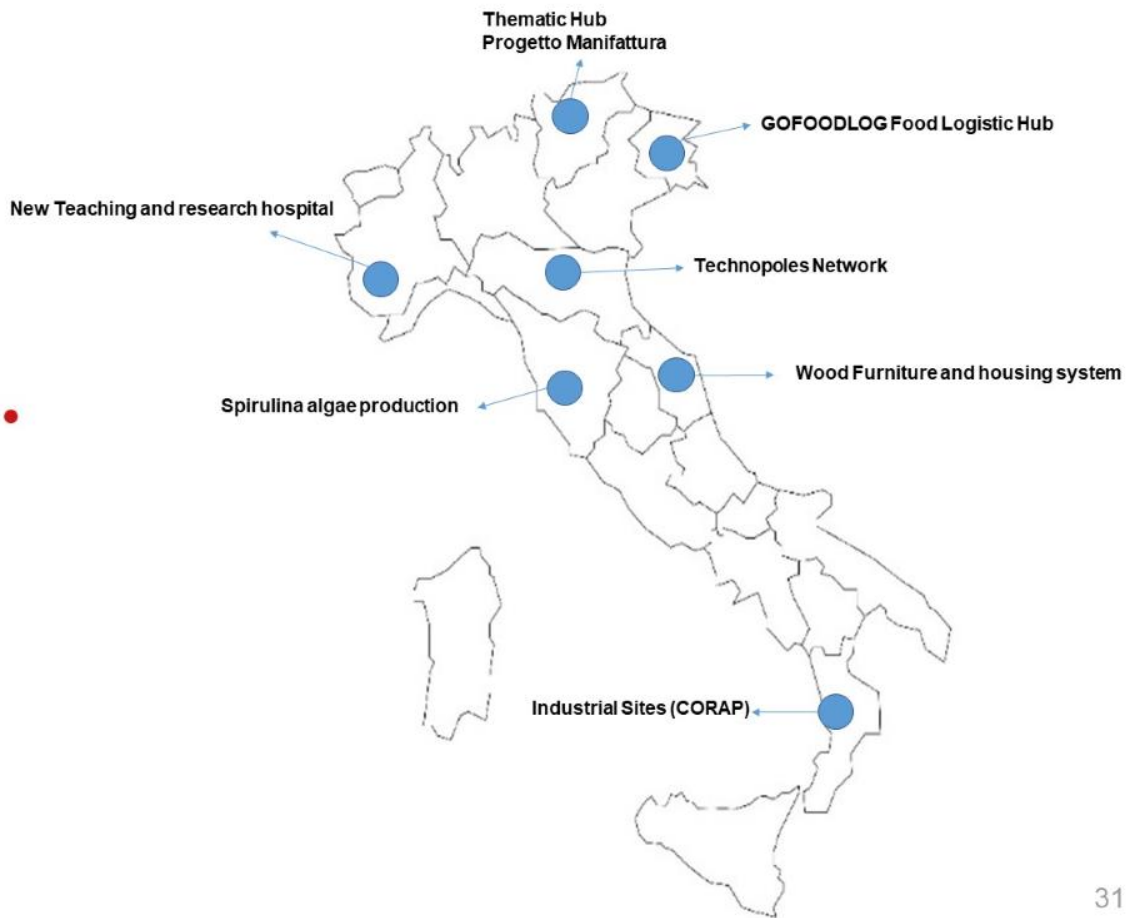 Thematic Hub
Progetto Manifattura
GOFOODLOG Food Logistic Hub
New Teaching and research hospital
Technopoles Network
Wood Furniture and housing system
Spirulina algae production
Industrial Sites (CORAP)
31